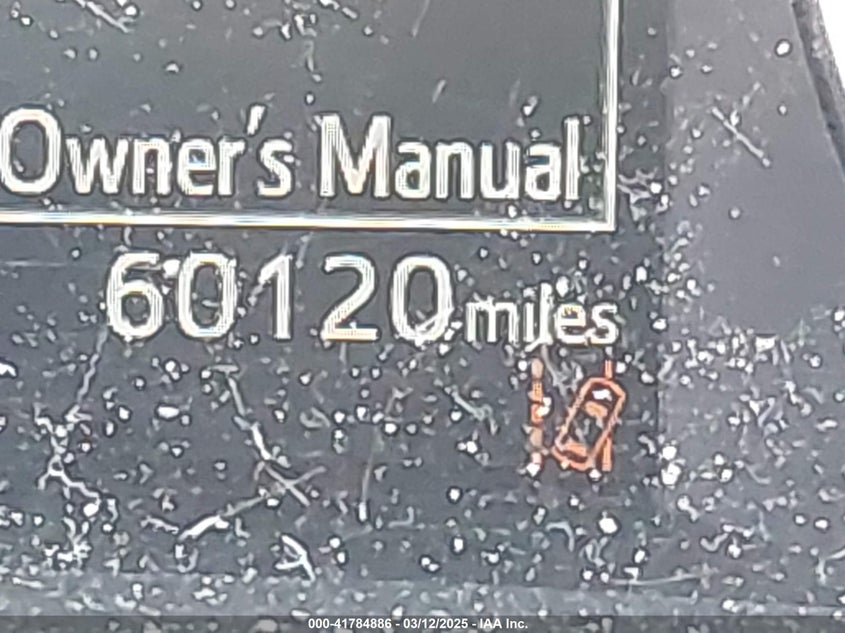 Owner's Manual
60120 miles
000-41784886 - 03/12/2025 - IAA Inc.